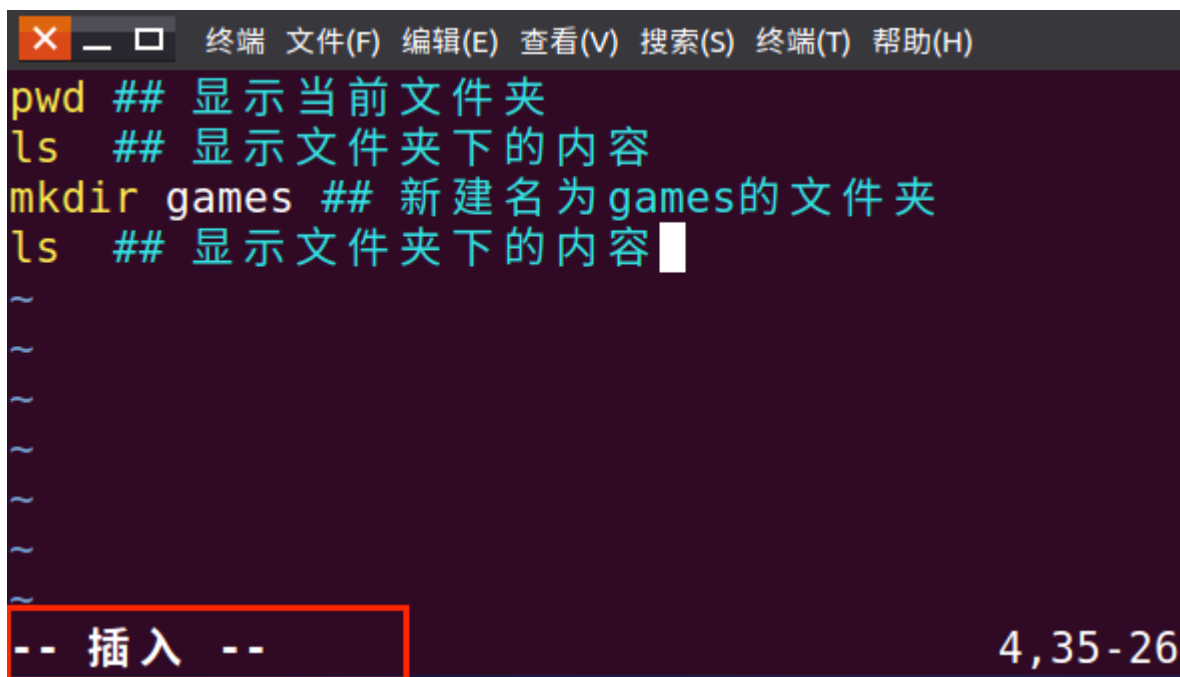 终端 文件(F) 编辑(E) 查看(V) 搜索(S) 终端(T) 帮助(H)
pwd ## 显示当前文件夹
ls  ## 显示文件夹下的内容
mkdir games ## 新建名为games的文件夹
ls  ## 显示文件夹下的内容
~
~
~
~
~
~
~
-- 插入 -- 4,35-26